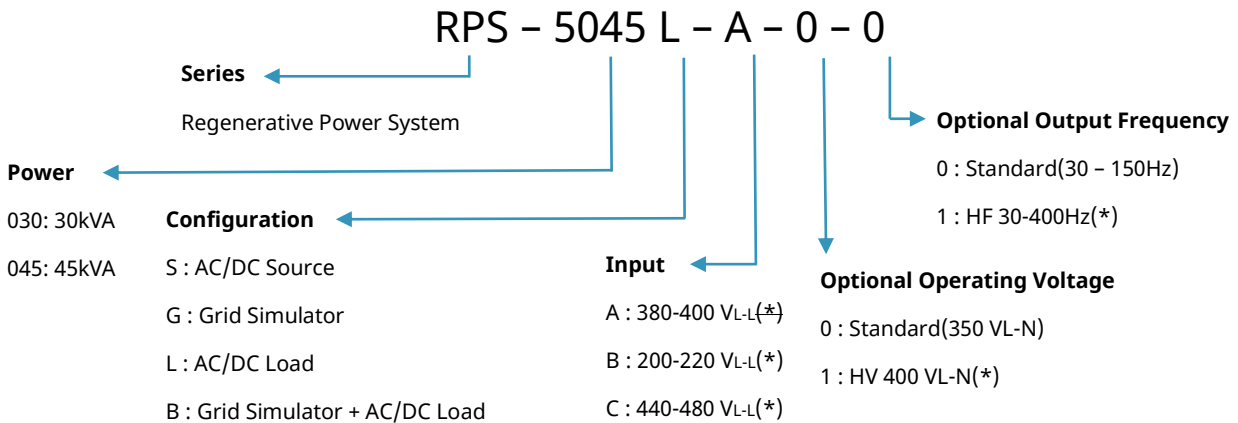 RPS – 5045 L – A – 0 – 0
Series
Regenerative Power System
Power
030: 30kVA
045: 45kVA
Configuration
S : AC/DC Source
G : Grid Simulator
L : AC/DC Load
B : Grid Simulator + AC/DC Load
Input
A : 380-400 VL-L(*)
B : 200-220 VL-L(*)
C : 440-480 VL-L(*)
Optional Operating Voltage
0 : Standard(350 VL-N)
1 : HV 400 VL-N(*)
Optional Output Frequency
0 : Standard(30 – 150Hz)
1 : HF 30-400Hz(*)